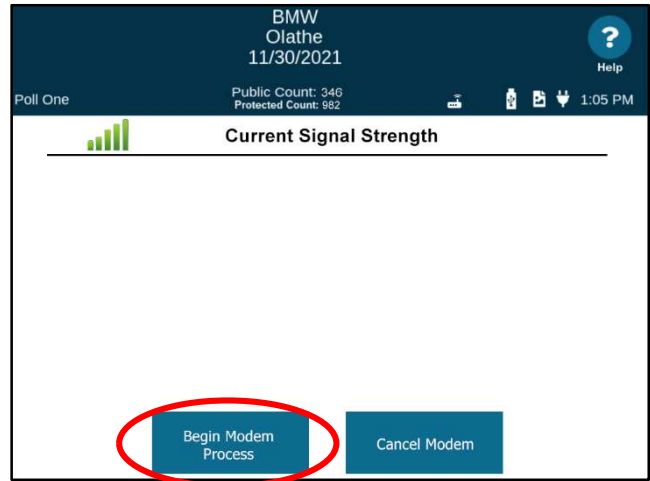 BMW
Olathe
11/30/2021
?
Help
Poll One
Public Count: 346
Protected Count: 982
1:05 PM
Current Signal Strength
Begin Modem
Process
Cancel Modem